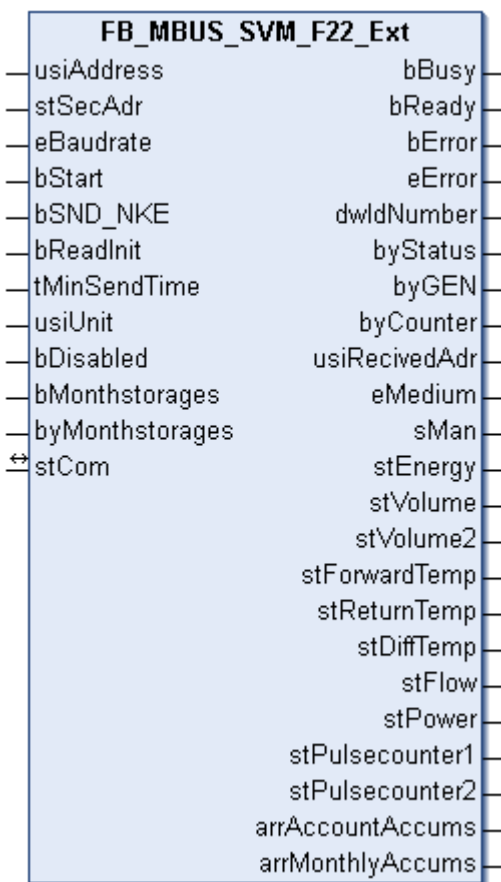 FB_MBUS_SVM_F22_Ext
usiAddress bBusy
stSecAdr bReady
eBaudrate bError
bStart eError
bSND_NKE dwIdNumber
bReadInit byStatus
tMinSendTime byGEN
usiUnit byCounter
bDisabled usiRecivedAdr
bMonthstorages eMedium
byMonthstorages sMan
stCom stEnergy
stVolume
stVolume2
stForwardTemp
stReturnTemp
stDiffTemp
stFlow
stPower
stPulsecounter1
stPulsecounter2
arrAccountAccums
arrMonthlyAccums